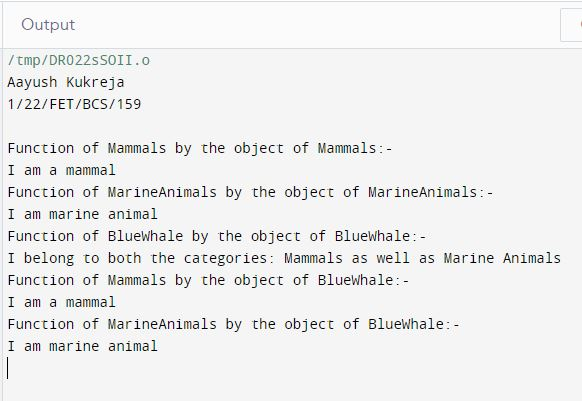 Output
/tmp/DRO22sSOII.o
Aayush Kukreja
1/22/FET/BCS/159
Function of Mammals by the object of Mammals:-
I am a mammal
Function of MarineAnimals by the object of MarineAnimals:-
I am marine animal
Function of BlueWhale by the object of BlueWhale:-
I belong to both the categories: Mammals as well as Marine Animals
Function of Mammals by the object of BlueWhale:-
I am a mammal
Function of MarineAnimals by the object of BlueWhale:-
I am marine animal